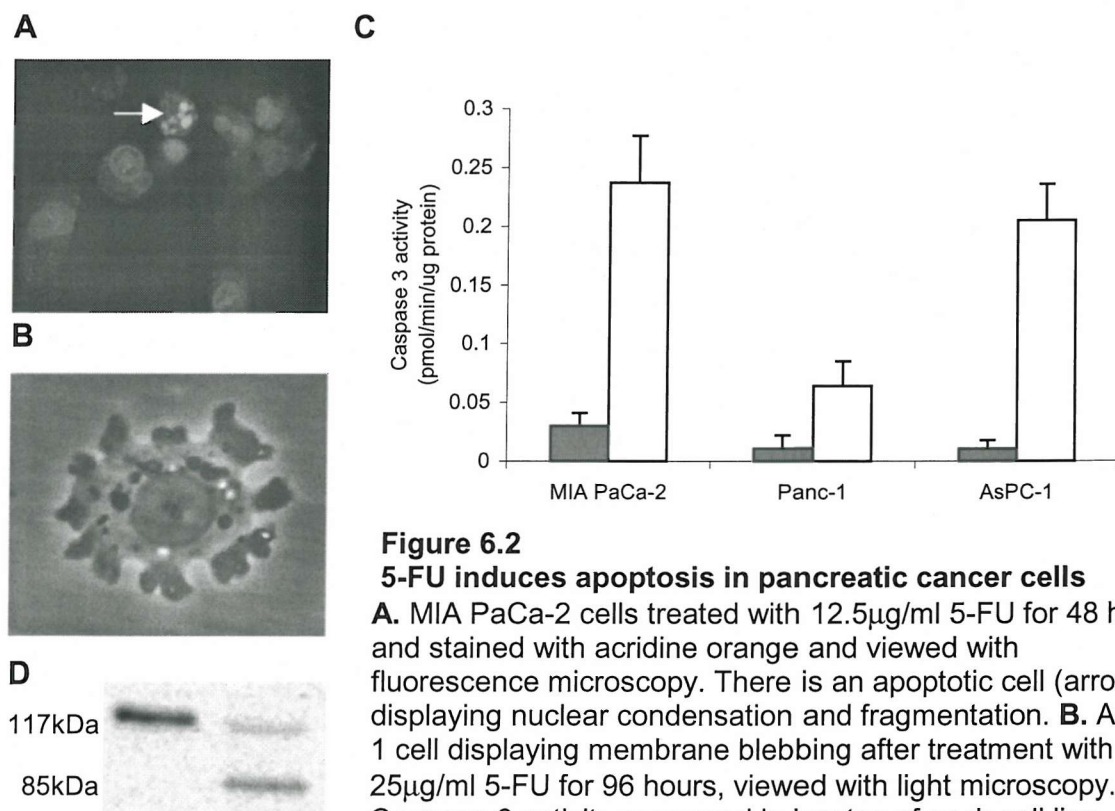 A
C
0.3
0.25
0.2
0.15
0.1
0.05
0
Caspase 3 activity
(pmol/min/ug protein)
MIA PaCa-2
Panc-1
AsPC-1
B
D
117kDa
85kDa
Figure 6.2
5-FU induces apoptosis in pancreatic cancer cells
A. MIA PaCa-2 cells treated with 12.5μg/ml 5-FU for 48 h
and stained with acridine orange and viewed with
fluorescence microscopy. There is an apoptotic cell (arro
displaying nuclear condensation and fragmentation. B. A
1 cell displaying membrane blebbing after treatment with
25μg/ml 5-FU for 96 hours, viewed with light microscopy.